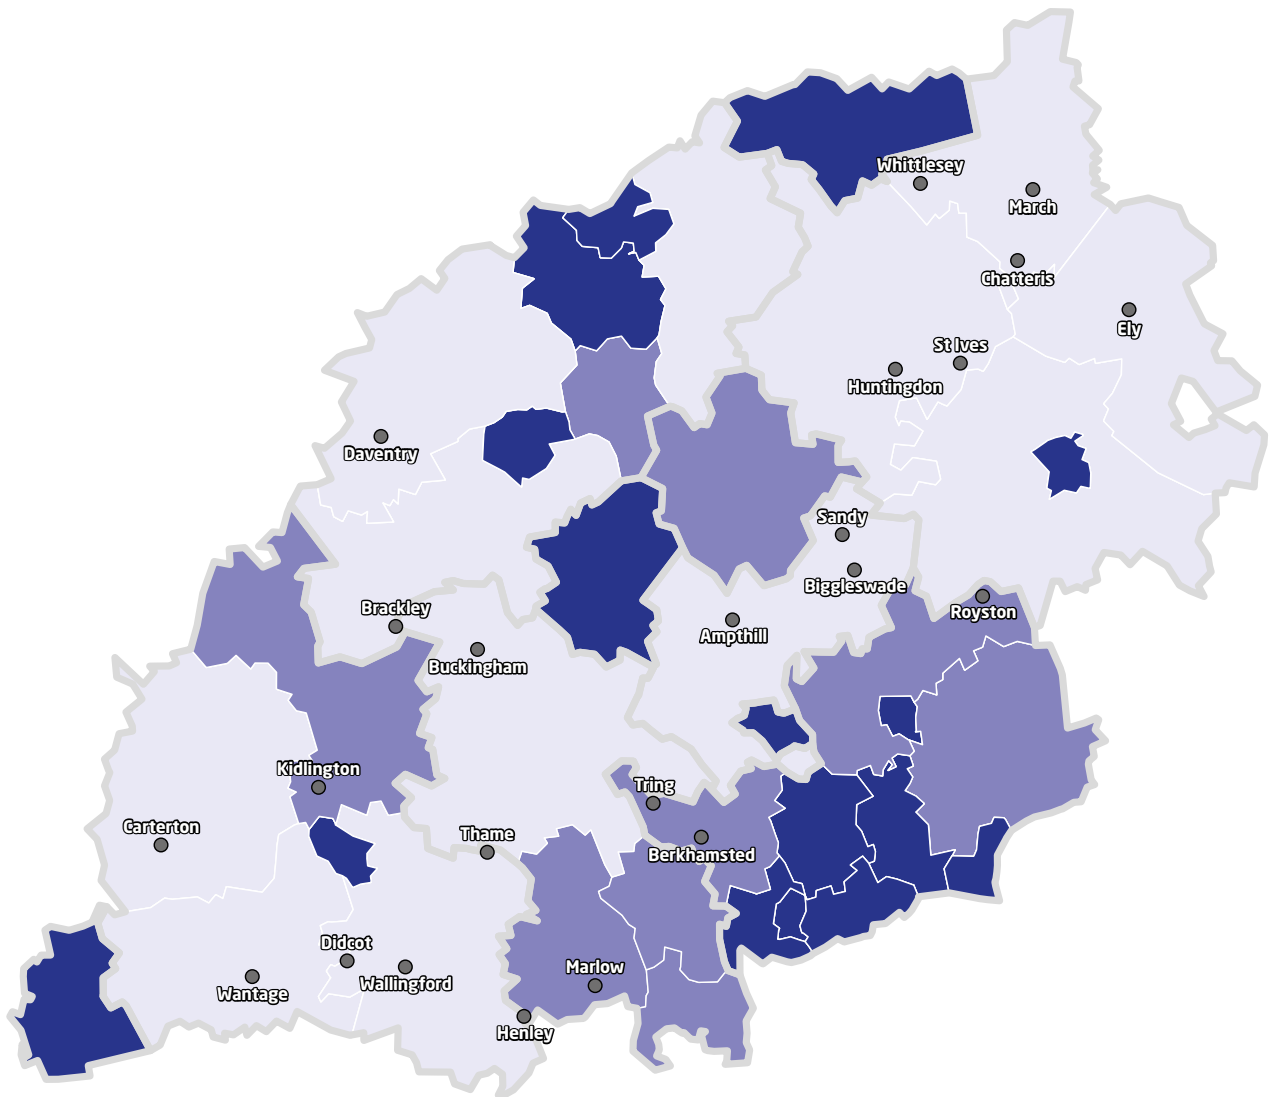 Whittlesey
March
Chatteris
Ely
St Ives
Huntingdon
Daventry
Sandy
Biggleswade
Brackley
Royston
Ampthill
Buckingham
Kidlington
Tring
Carterton
Thame
Berkhamsted
Didcot
Marlow
Wallingford
Wantage
Henley